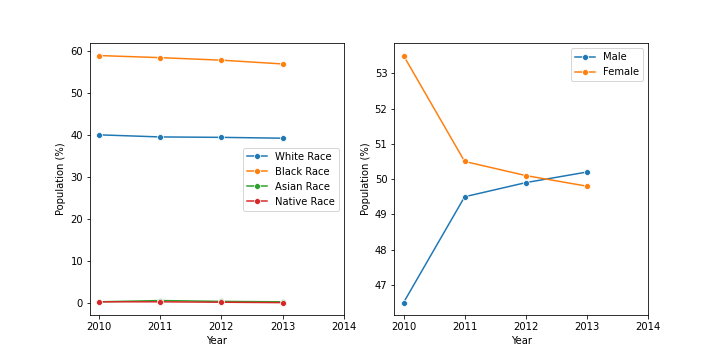 60
50
40
30
20
10
0
Population (%)
White Race
Black Race
Asian Race
Native Race
2010 2011 2012 2013 2014
Year
53
52
51
50
49
48
47
Population (%)
Male
Female
2010 2011 2012 2013 2014
Year